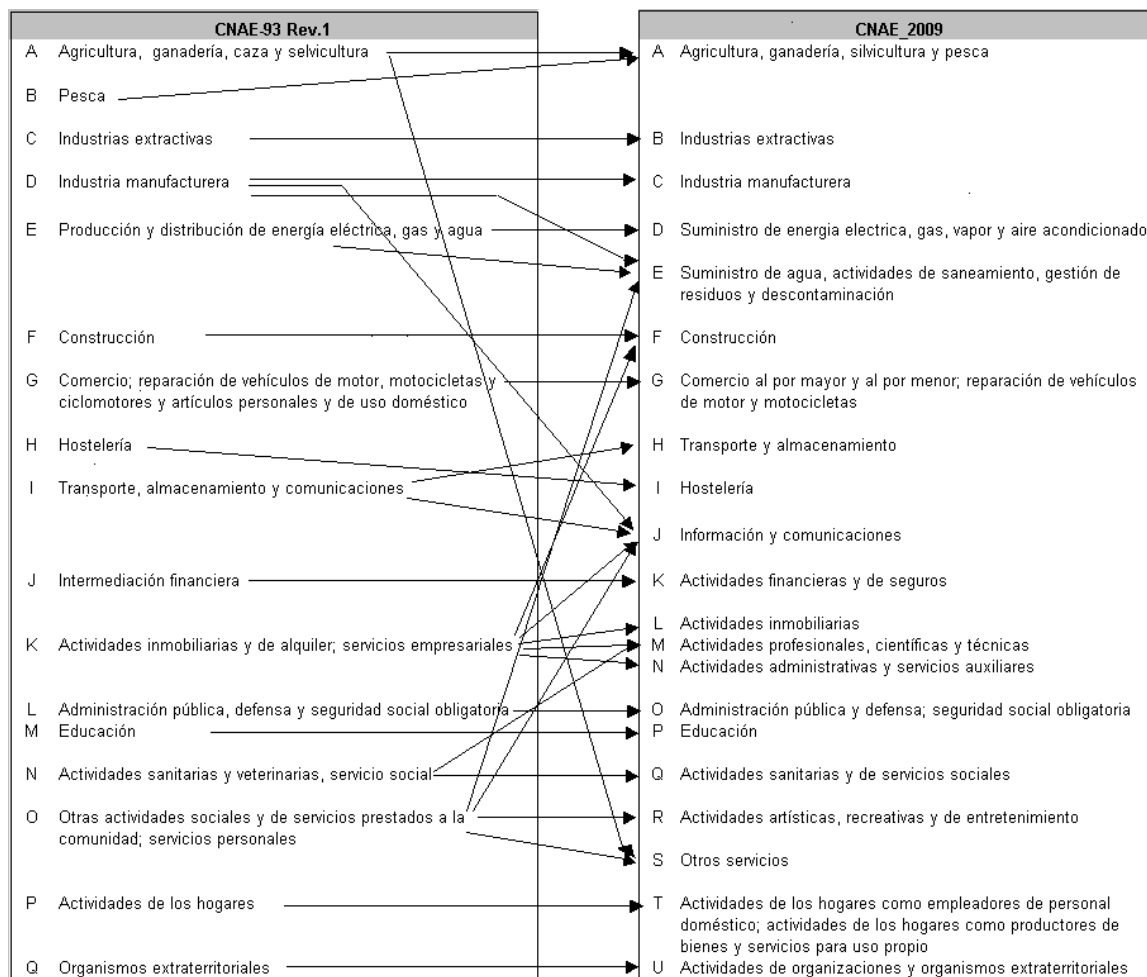 CNAE-93 Rev.1
A Agricultura, ganadería, caza y selvicultura
B Pesca
C Industrias extractivas
D Industria manufacturera
E Producción y distribución de energía eléctrica, gas y agua
F Construcción
G Comercio; reparación de vehículos de motor, motocicletas y
ciclomotores y artículos personales y de uso doméstico
H Hostelería
I Transporte, almacenamiento y comunicaciones
J Intermediación financiera
K Actividades inmobiliarias y de alquiler; servicios empresariales
L Administración pública, defensa y seguridad social obligatoria
M Educación
N Actividades sanitarias y veterinarias, servicio social
O Otras actividades sociales y de servicios prestados a la
comunidad; servicios personales
P Actividades de los hogares
Q Organismos extraterritoriales
CNAE_2009
A Agricultura, ganadería, silvicultura y pesca
B Industrias extractivas
C Industria manufacturera
D Suministro de energia electrica, gas, vapor y aire acondicionado
E Suministro de agua, actividades de saneamiento, gestión de
residuos y descontaminación
F Construcción
G Comercio al por mayor y al por menor; reparación de vehículos
de motor y motocicletas
H Transporte y almacenamiento
I Hostelería
J Información y comunicaciones
K Actividades financieras y de seguros
L Actividades inmobiliarias
M Actividades profesionales, científicas y técnicas
N Actividades administrativas y servicios auxiliares
O Administración pública y defensa; seguridad social obligatoria
P Educación
Q Actividades sanitarias y de servicios sociales
R Actividades artísticas, recreativas y de entretenimiento
S Otros servicios
T Actividades de los hogares como empleadores de personal
doméstico; actividades de los hogares como productores de
bienes y servicios para uso propio
U Actividades de organizaciones y organismos extraterritoriales